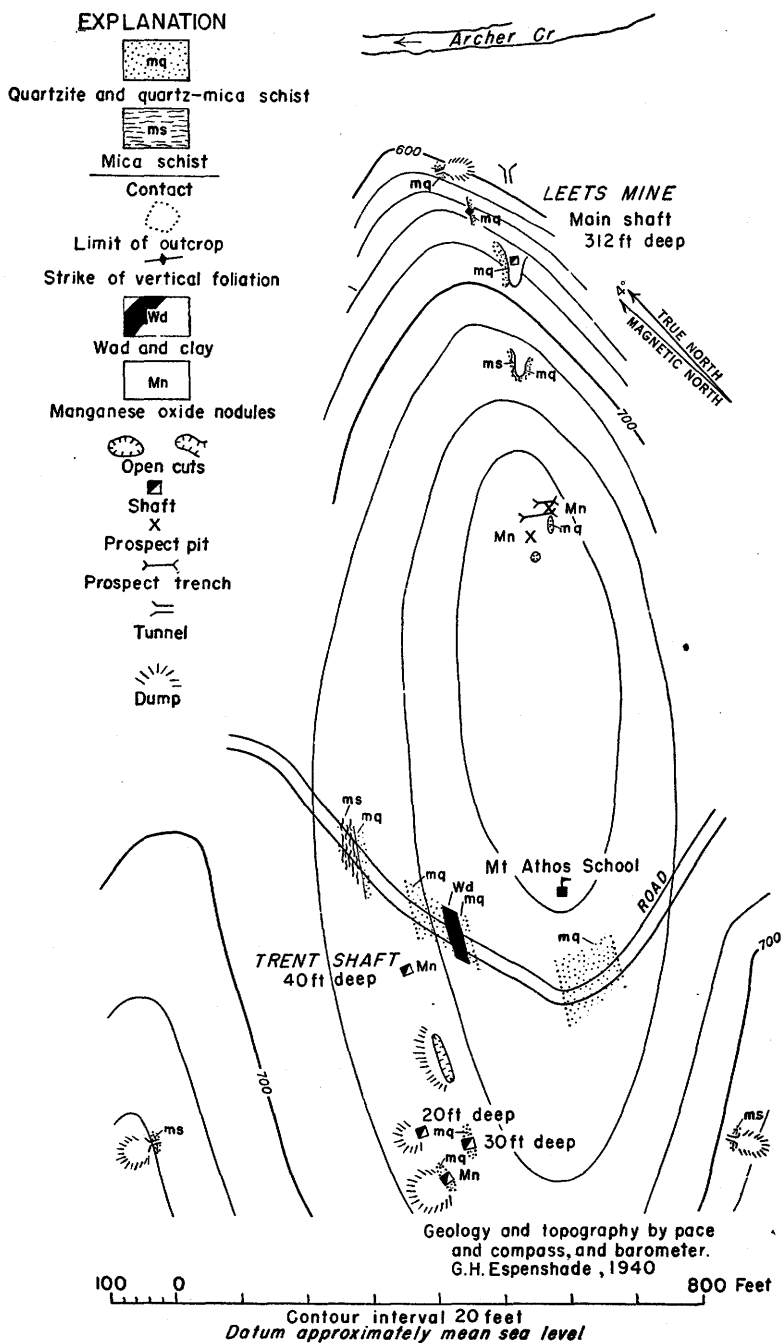 EXPLANATION
mq
Quartzite and quartz-mica schist
ms
Mica schist
Contact
Limit of outcrop
Strike of vertical foliation
Wd
Wad and clay
Mn
Manganese oxide nodules
Open cuts
Shaft
X
Prospect pit
Prospect trench
Tunnel
Dump
Archer Cr
600
mq
LEETS MINE
mq
Main shaft
312 ft deep
mq
4°
TRUE NORTH
MAGNETIC NORTH
ms
mq
700
Mn
X
mq
Mn X
ms
mq
Mt Athos School
mq
Wd
mq
ROAD
mq
700
TRENT SHAFT
Mn
40 ft deep
700
20 ft deep
mq
30 ft deep
ms
ms
mq
Mn
Geology and topography by pace
and compass, and barometer.
G.H. Espenshade, 1940
100 0 800 Feet
Contour interval 20 feet
Datum approximately mean sea level